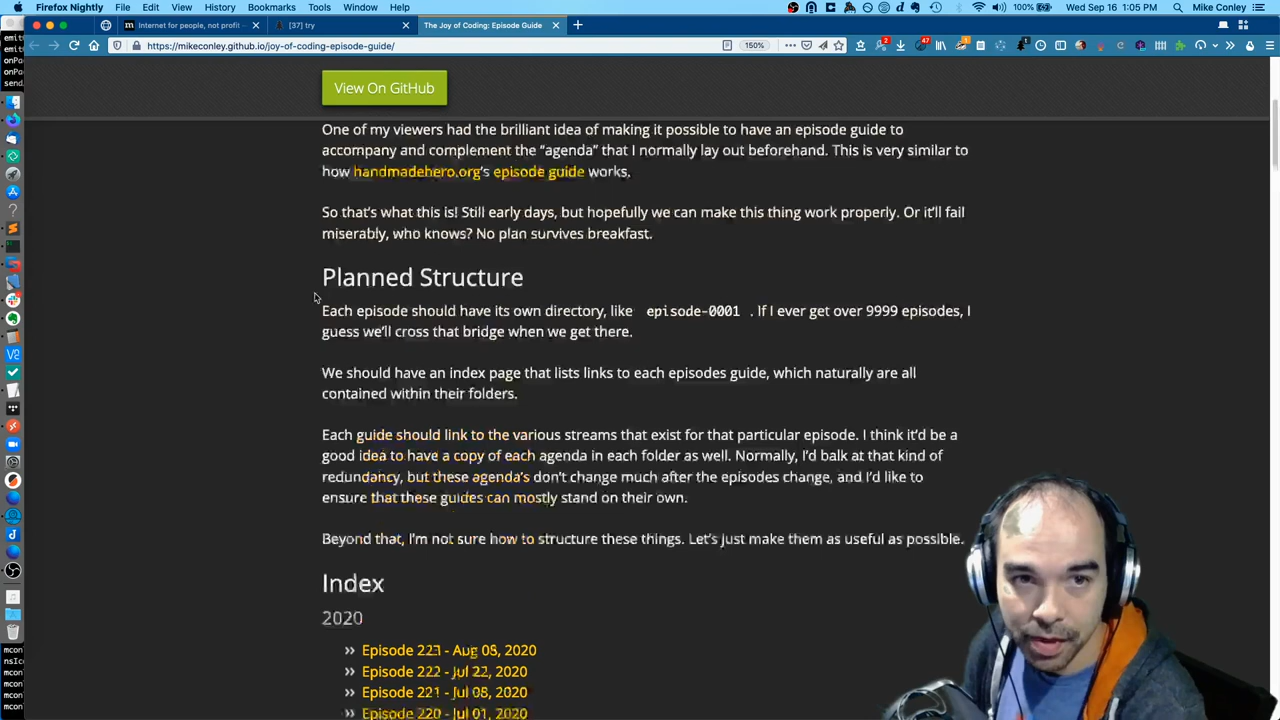 Firefox Nightly File Edit View History Bookmarks Tools Window Help 100% Wed Sep 16 1:05 PM Mike Conley
Internet for people, not profit –
[37] try
The Joy of Coding: Episode Guide
https://mikeconley.github.io/joy-of-coding-episode-guide/
150%
View On GitHub
One of my viewers had the brilliant idea of making it possible to have an episode guide to
accompany and complement the “agenda” that I normally lay out beforehand. This is very similar to
how handmadehero.org’s episode guide works.
So that’s what this is! Still early days, but hopefully we can make this thing work properly. Or it’ll fail
miserably, who knows? No plan survives breakfast.
Planned Structure
Each episode should have its own directory, like episode-0001 . If I ever get over 9999 episodes, I
guess we’ll cross that bridge when we get there.
We should have an index page that lists links to each episodes guide, which naturally are all
contained within their folders.
Each guide should link to the various streams that exist for that particular episode. I think it’d be a
good idea to have a copy of each agenda in each folder as well. Normally, I’d balk at that kind of
redundancy, but these agenda’s don’t change much after the episodes change, and I’d like to
ensure that these guides can mostly stand on their own.
Beyond that, I’m not sure how to structure these things. Let’s just make them as useful as possible.
Index
2020
» Episode 223 - Aug 08, 2020
» Episode 222 - Jul 22, 2020
» Episode 221 - Jul 08, 2020
» Episode 220 - Jul 01, 2020